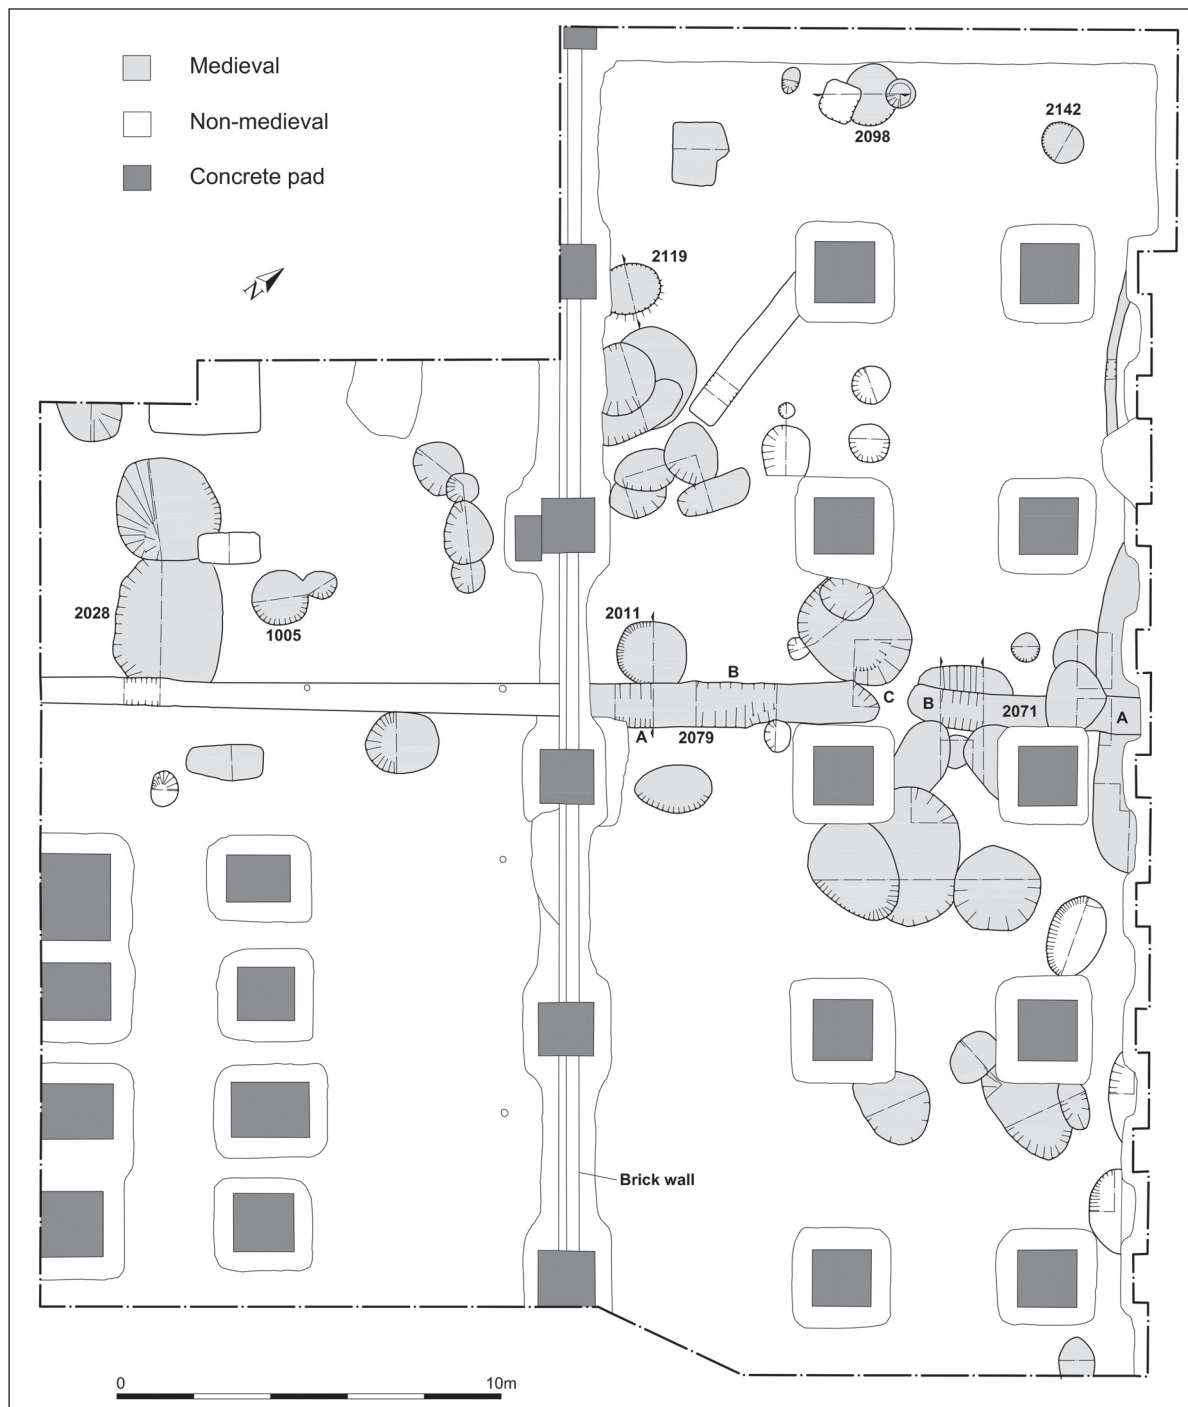 Medieval
Non-medieval
Concrete pad
N
2098
2142
2119
2028
1005
2011
B
C
B
2071
A
A
2079
Brick wall
0
10m